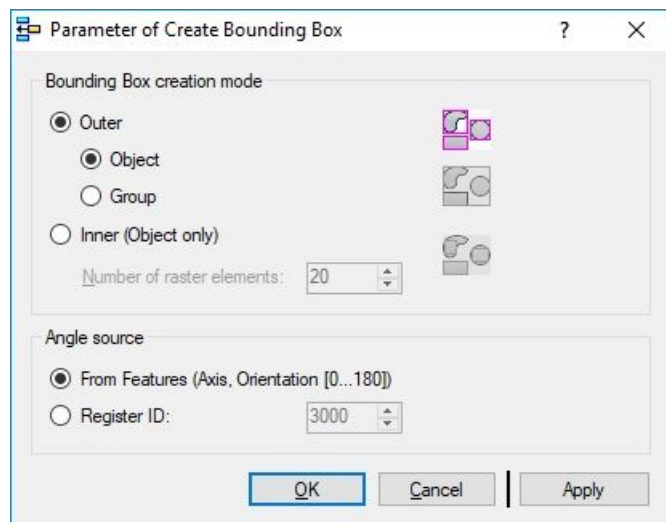 Parameter of Create Bounding Box ?
Bounding Box creation mode
Outer
Object
Group
Inner (Object only)
Number of raster elements: 20
Angle source
From Features (Axis, Orientation [0...180])
Register ID: 3000
OK Cancel Apply